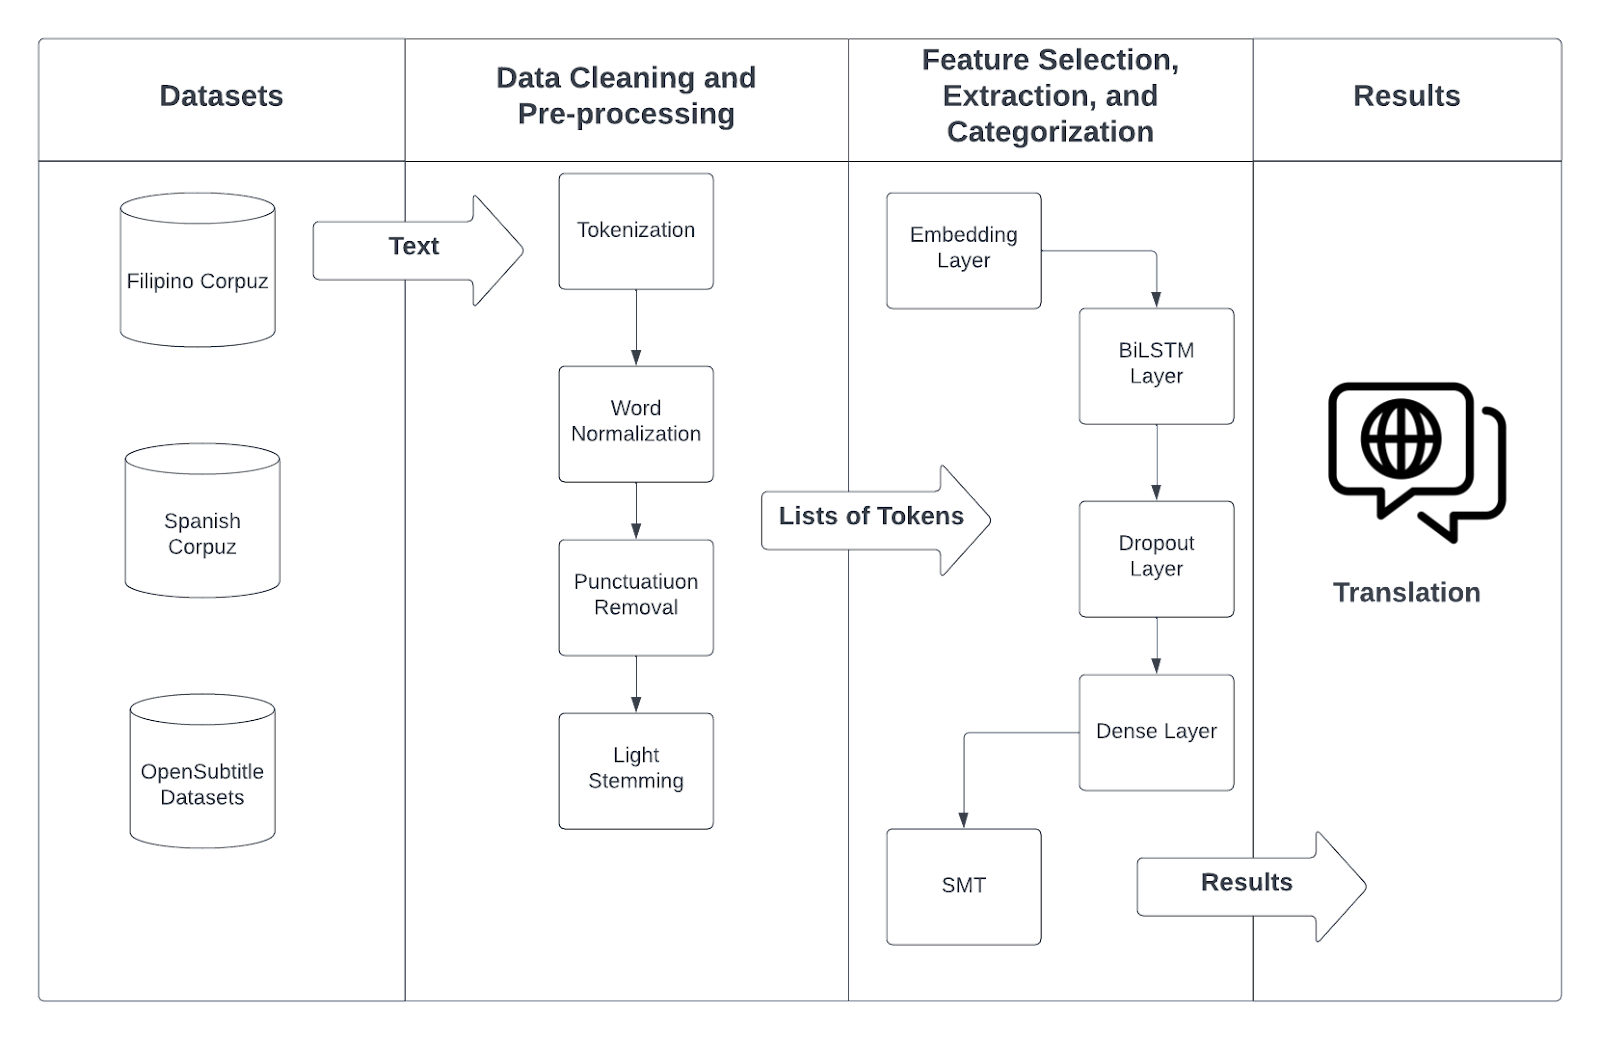 Datasets
Data Cleaning and
Pre-processing
Feature Selection,
Extraction, and
Categorization
Results
Filipino Corpuz
Spanish
Corpuz
OpenSubtitle
Datasets
Text
Tokenization
Word
Normalization
Punctuatiuon
Removal
Light
Stemming
Lists of Tokens
Embedding
Layer
BiLSTM
Layer
Dropout
Layer
Dense Layer
SMT
Results
Translation